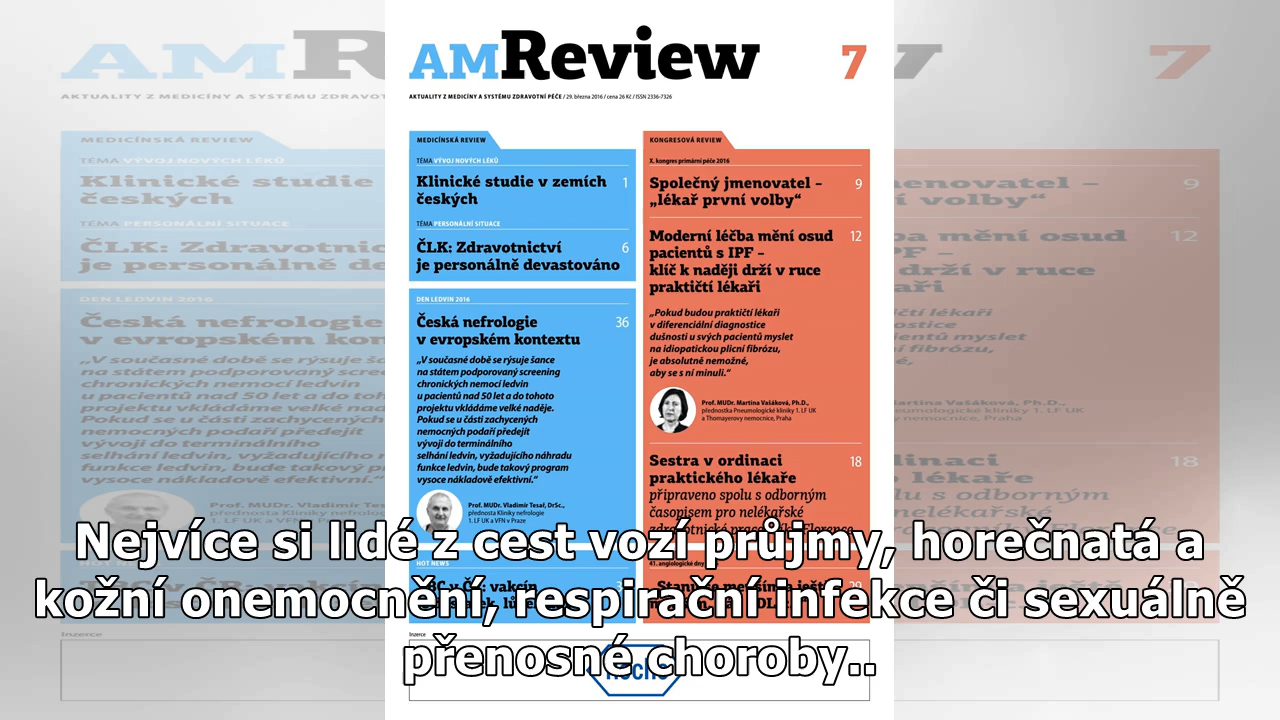 AMReview
7
AKTUALITY Z MEDICÍNY A SYSTÉMU ZDRAVOTNÍ PÉČE / 29. března 2016 / cena 26 Kč / ISSN 2336-7326
MEDICÍNSKÁ REVIEW
TÉMA VÝVOJ NOVÝCH LÉKŮ
Klinické studie v zemích 1
českých
TÉMA PERSONÁLNÍ SITUACE
ČLK: Zdravotnictví 6
je personálně devastováno
DEN LEDVIN 2016
Česká nefrologie 36
v evropském kontextu
„V současné době se rýsuje šance
na státem podporovaný screening
chronických nemocí ledvin
u pacientů nad 50 let a do tohoto
projektu vkládáme velké naděje.
Pokud se u části zachycených
nemocných podaří předejít
vývoji do terminálního
selhání ledvin, vyžadujícího náhradu
funkce ledvin, bude takový program
vysoce nákladově efektivní.“
Prof. MUDr. Vladimír Tesař, DrSc.,
přednosta Kliniky nefrologie
1. LF UK a VFN v Praze
HOT NEWS
KONGRESOVÁ REVIEW
X. kongres primární péče 2016
Společný jmenovatel – 9
„lékař první volby“
Moderní léčba mění osud 12
pacientů s IPF –
klíč k naději drží v ruce
praktičtí lékaři
„Pokud budou praktičtí lékaři
v diferenciální diagnostice
dušnosti u svých pacientů myslet
na idiopatickou plicní fibrózu,
je absolutně nemožné,
aby se s ní minuli.“
Prof. MUDr. Martina Vašáková, Ph.D.,
přednostka Pneumologické kliniky 1. LF UK
a Thomayerovy nemocnice, Praha
Sestra v ordinaci 18
praktického lékaře
připraveno spolu s odborným
časopisem pro nelékařské
41. angiologické dny
Inzerce
Nejvíce si lidé z cest vozí průjmy, horečnatá a
kožní onemocnění, respirační infekce či sexuálně
přenosné choroby..